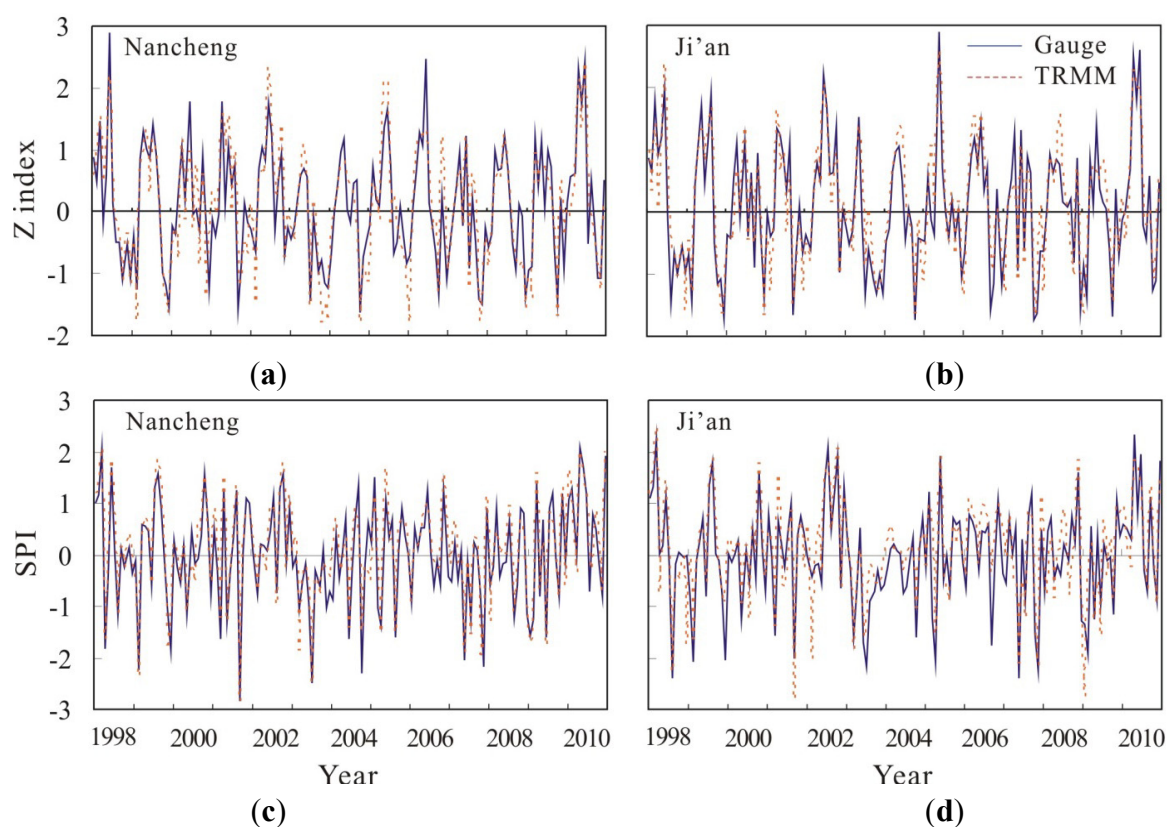 3
2
1
0
-1
-2
Z index
Nancheng
(a)
Ji'an
Gauge
TRMM
(b)
3
2
1
0
-1
-2
-3
SPI
Nancheng
1998 2000 2002 2004 2006 2008 2010
Year
(c)
Ji'an
1998 2000 2002 2004 2006 2008 2010
Year
(d)